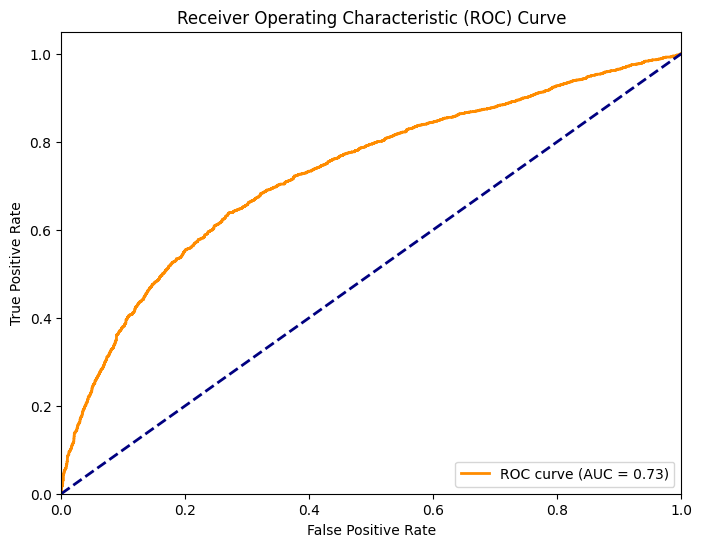 Receiver Operating Characteristic (ROC) Curve
True Positive Rate
1.0
0.8
0.6
0.4
0.2
0.0
ROC curve (AUC = 0.73)
0.0 0.2 0.4 0.6 0.8 1.0
False Positive Rate